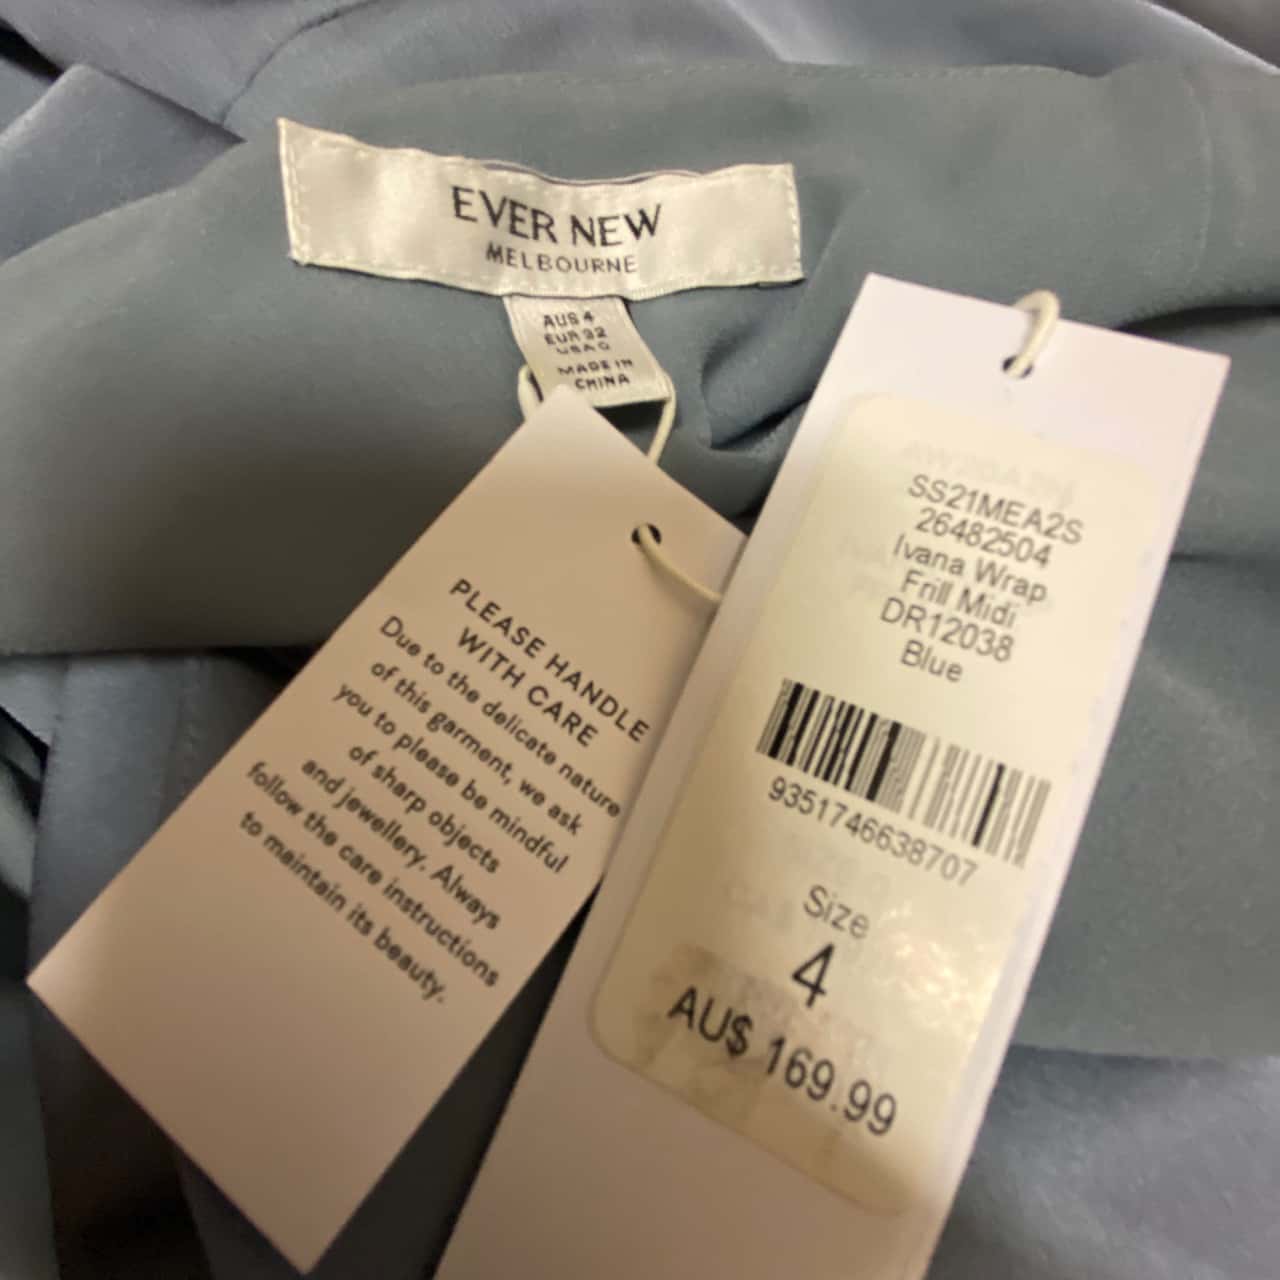 EVER NEW
MELBOURNE
AUS 4
EUR 32
USA 0
MADE IN
CHINA
PLEASE HANDLE
WITH CARE
Due to the delicate nature
of this garment, we ask
you to please be mindful
of sharp objects
and jewellery. Always
follow the care instructions
to maintain its beauty.
SS21MEA2S
26482504
Ivana Wrap
Frill Midi
DR12038
Blue
9351746638707
Size
4
AU$ 169.99